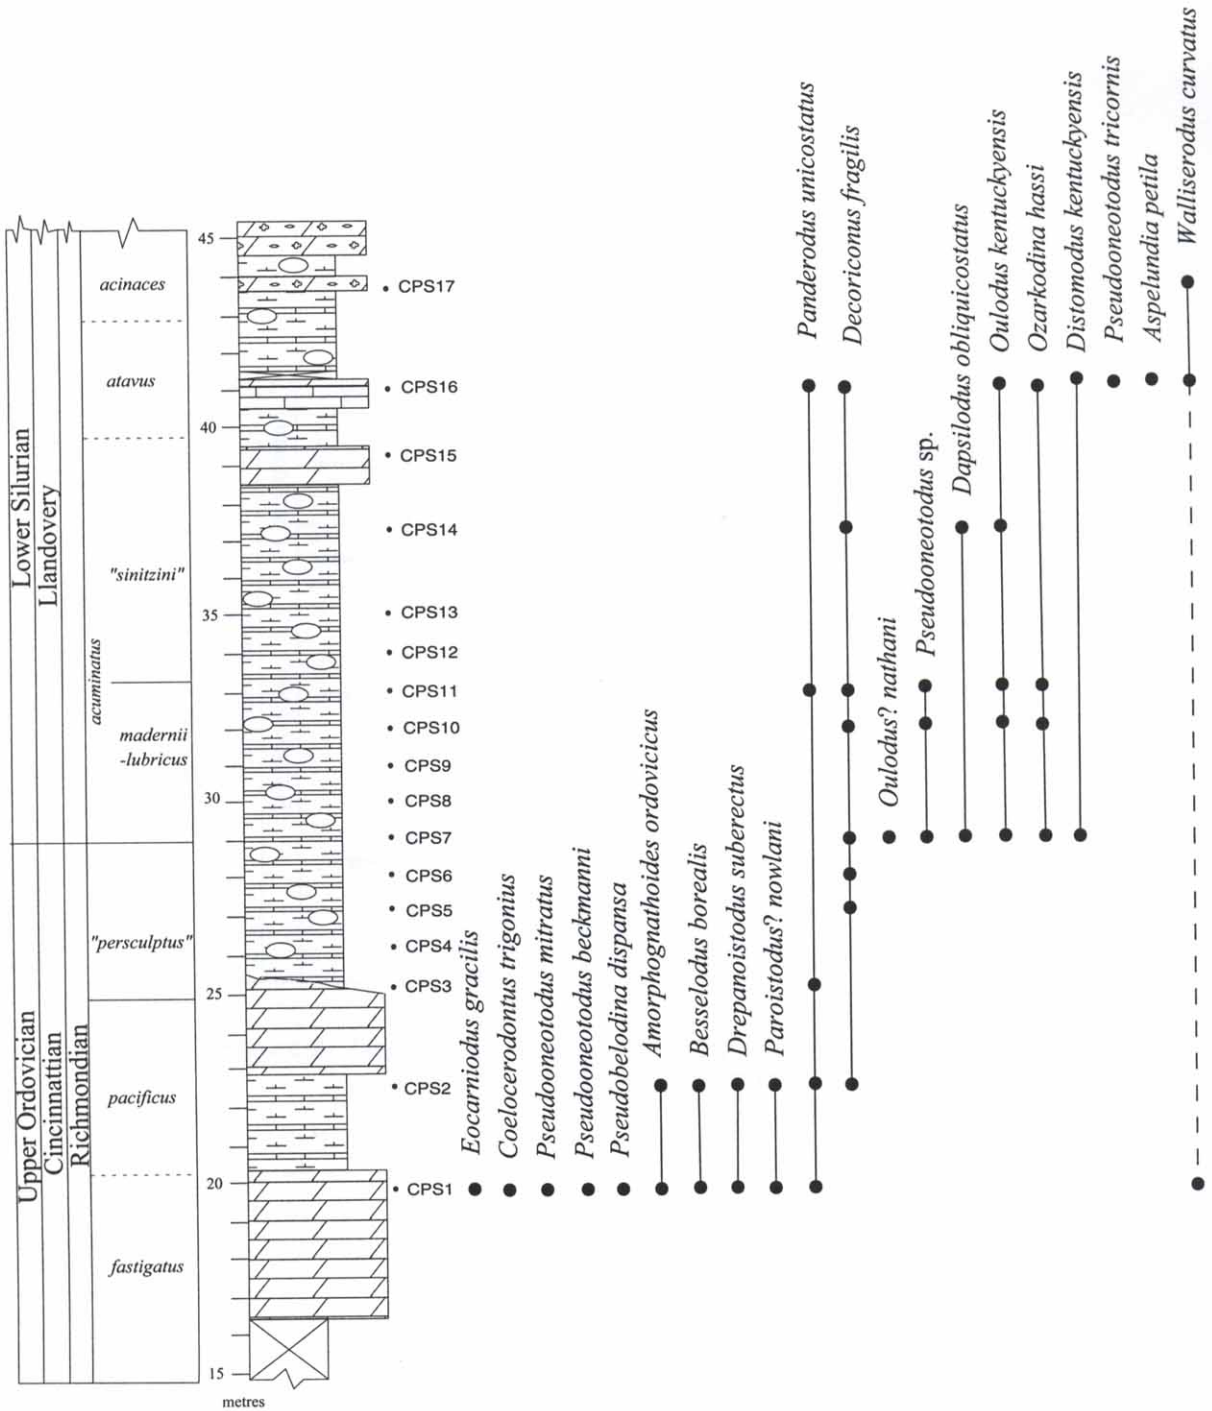 Lower Silurian
Llandovery
Upper Ordovician
Cincinnattian
Richmondian
acinaces
atavus
"sinitzini"
acuminatus
madernii
-lubricus
"persculptus"
pacificus
fastigatus
45
40
35
30
25
20
15
metres
CPS17
CPS16
CPS15
CPS14
CPS13
CPS12
CPS11
CPS10
CPS9
CPS8
CPS7
CPS6
CPS5
CPS4
CPS3
CPS2
CPS1
Eocarniodus gracilis
Coelocerodontus trigonius
Pseudooneotodus mitratus
Pseudooneotodus beckmanni
Pseudobelodina dispansa
Amorphognathoides ordovicicus
Besselodus borealis
Drepanoistodus suberectus
Paroistodus? nowlani
Panderodus unicostatus
Decoriconus fragilis
Oulodus? nathani
Pseudooneotodus sp.
Dapsilodus obliquicostatus
Oulodus kentuckyensis
Ozarkodina hassi
Distomodus kentuckyensis
Pseudooneotodus tricornis
Aspelundia petila
Walliserodus curvatus